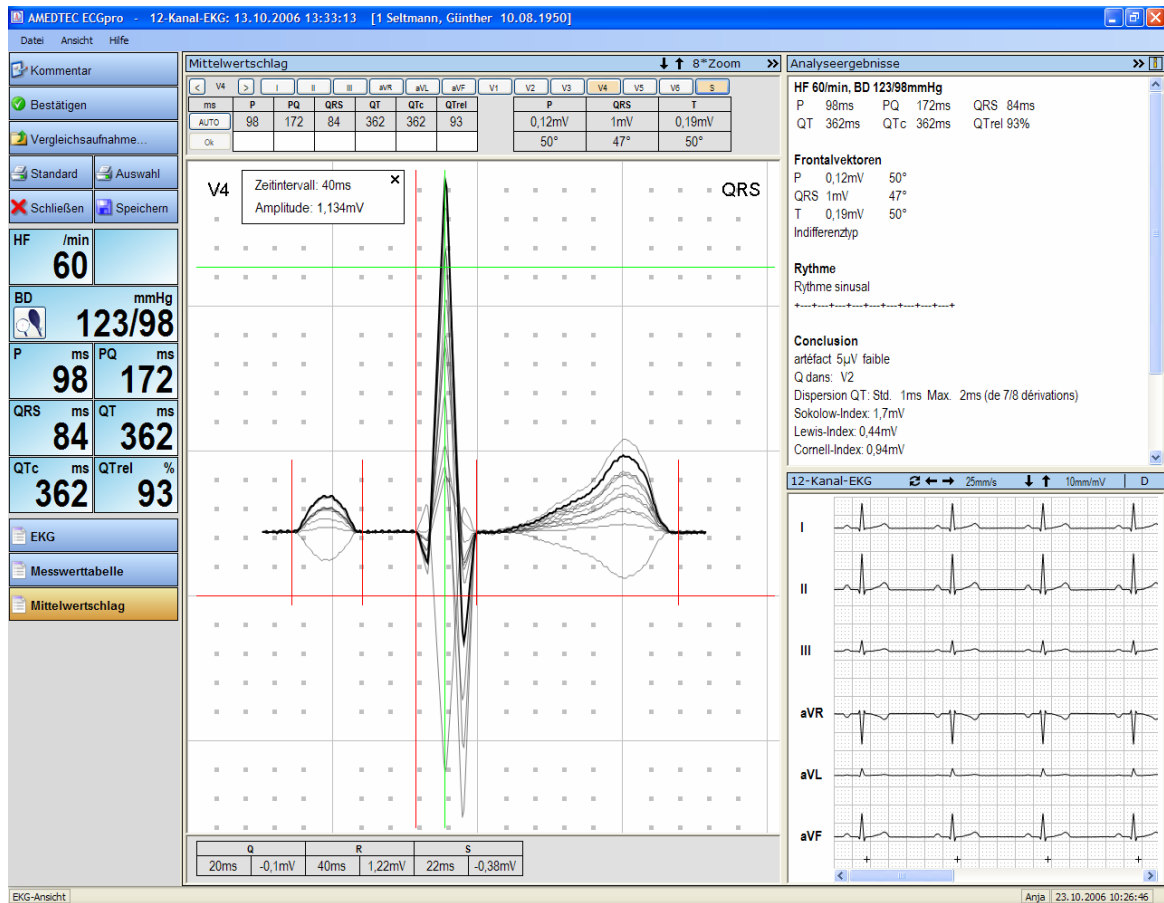 AMEDTEC ECGpro - 12-Kanal-EKG: 13.10.2006 13:33:13 [1 Seltmann, Günther 10.08.1950]
Datei Ansicht Hilfe
Kommentar
Bestätigen
Vergleichsaufnahme...
Standard Auswahl
Schließen Speichern
HF /min
60
BD mmHg
123/98
P ms PQ ms
98 172
QRS ms QT ms
84 362
QTc ms QTrel %
362 93
EKG
Messwerttabelle
Mittelwertschlag
Mittelwertschlag 8*Zoom >>
< V4 > I II III aVR aVL aVF V1 V2 V3 V4 V5 V6 S
ms P PQ QRS QT QTc QTrel P QRS T
AUTO 98 172 84 362 362 93 0,12mV 1mV 0,19mV
Ok 50° 47° 50°
V4 QRS
Zeitintervall: 40ms
Amplitude: 1,134mV
Q R S
20ms -0,1mV 40ms 1,22mV 22ms -0,38mV
Analyseergebnisse >>
HF 60/min, BD 123/98mmHg
P 98ms PQ 172ms QRS 84ms
QT 362ms QTc 362ms QTrel 93%
Frontalvektoren
P 0,12mV 50°
QRS 1mV 47°
T 0,19mV 50°
Indifferenztyp
Rythme
Rythme sinusal
+---+---+---+---+---+---+---+---+---+
Conclusion
artéfact 5µV faible
Q dans: V2
Dispersion QT: Std. 1ms Max. 2ms (de 7/8 dérivations)
Sokolow-Index: 1,7mV
Lewis-Index: 0,44mV
Cornell-Index: 0,94mV
12-Kanal-EKG 25mm/s 10mm/mV D
I
II
III
aVR
aVL
aVF
+ + + +
EKG-Ansicht Anja 23.10.2006 10:26:46